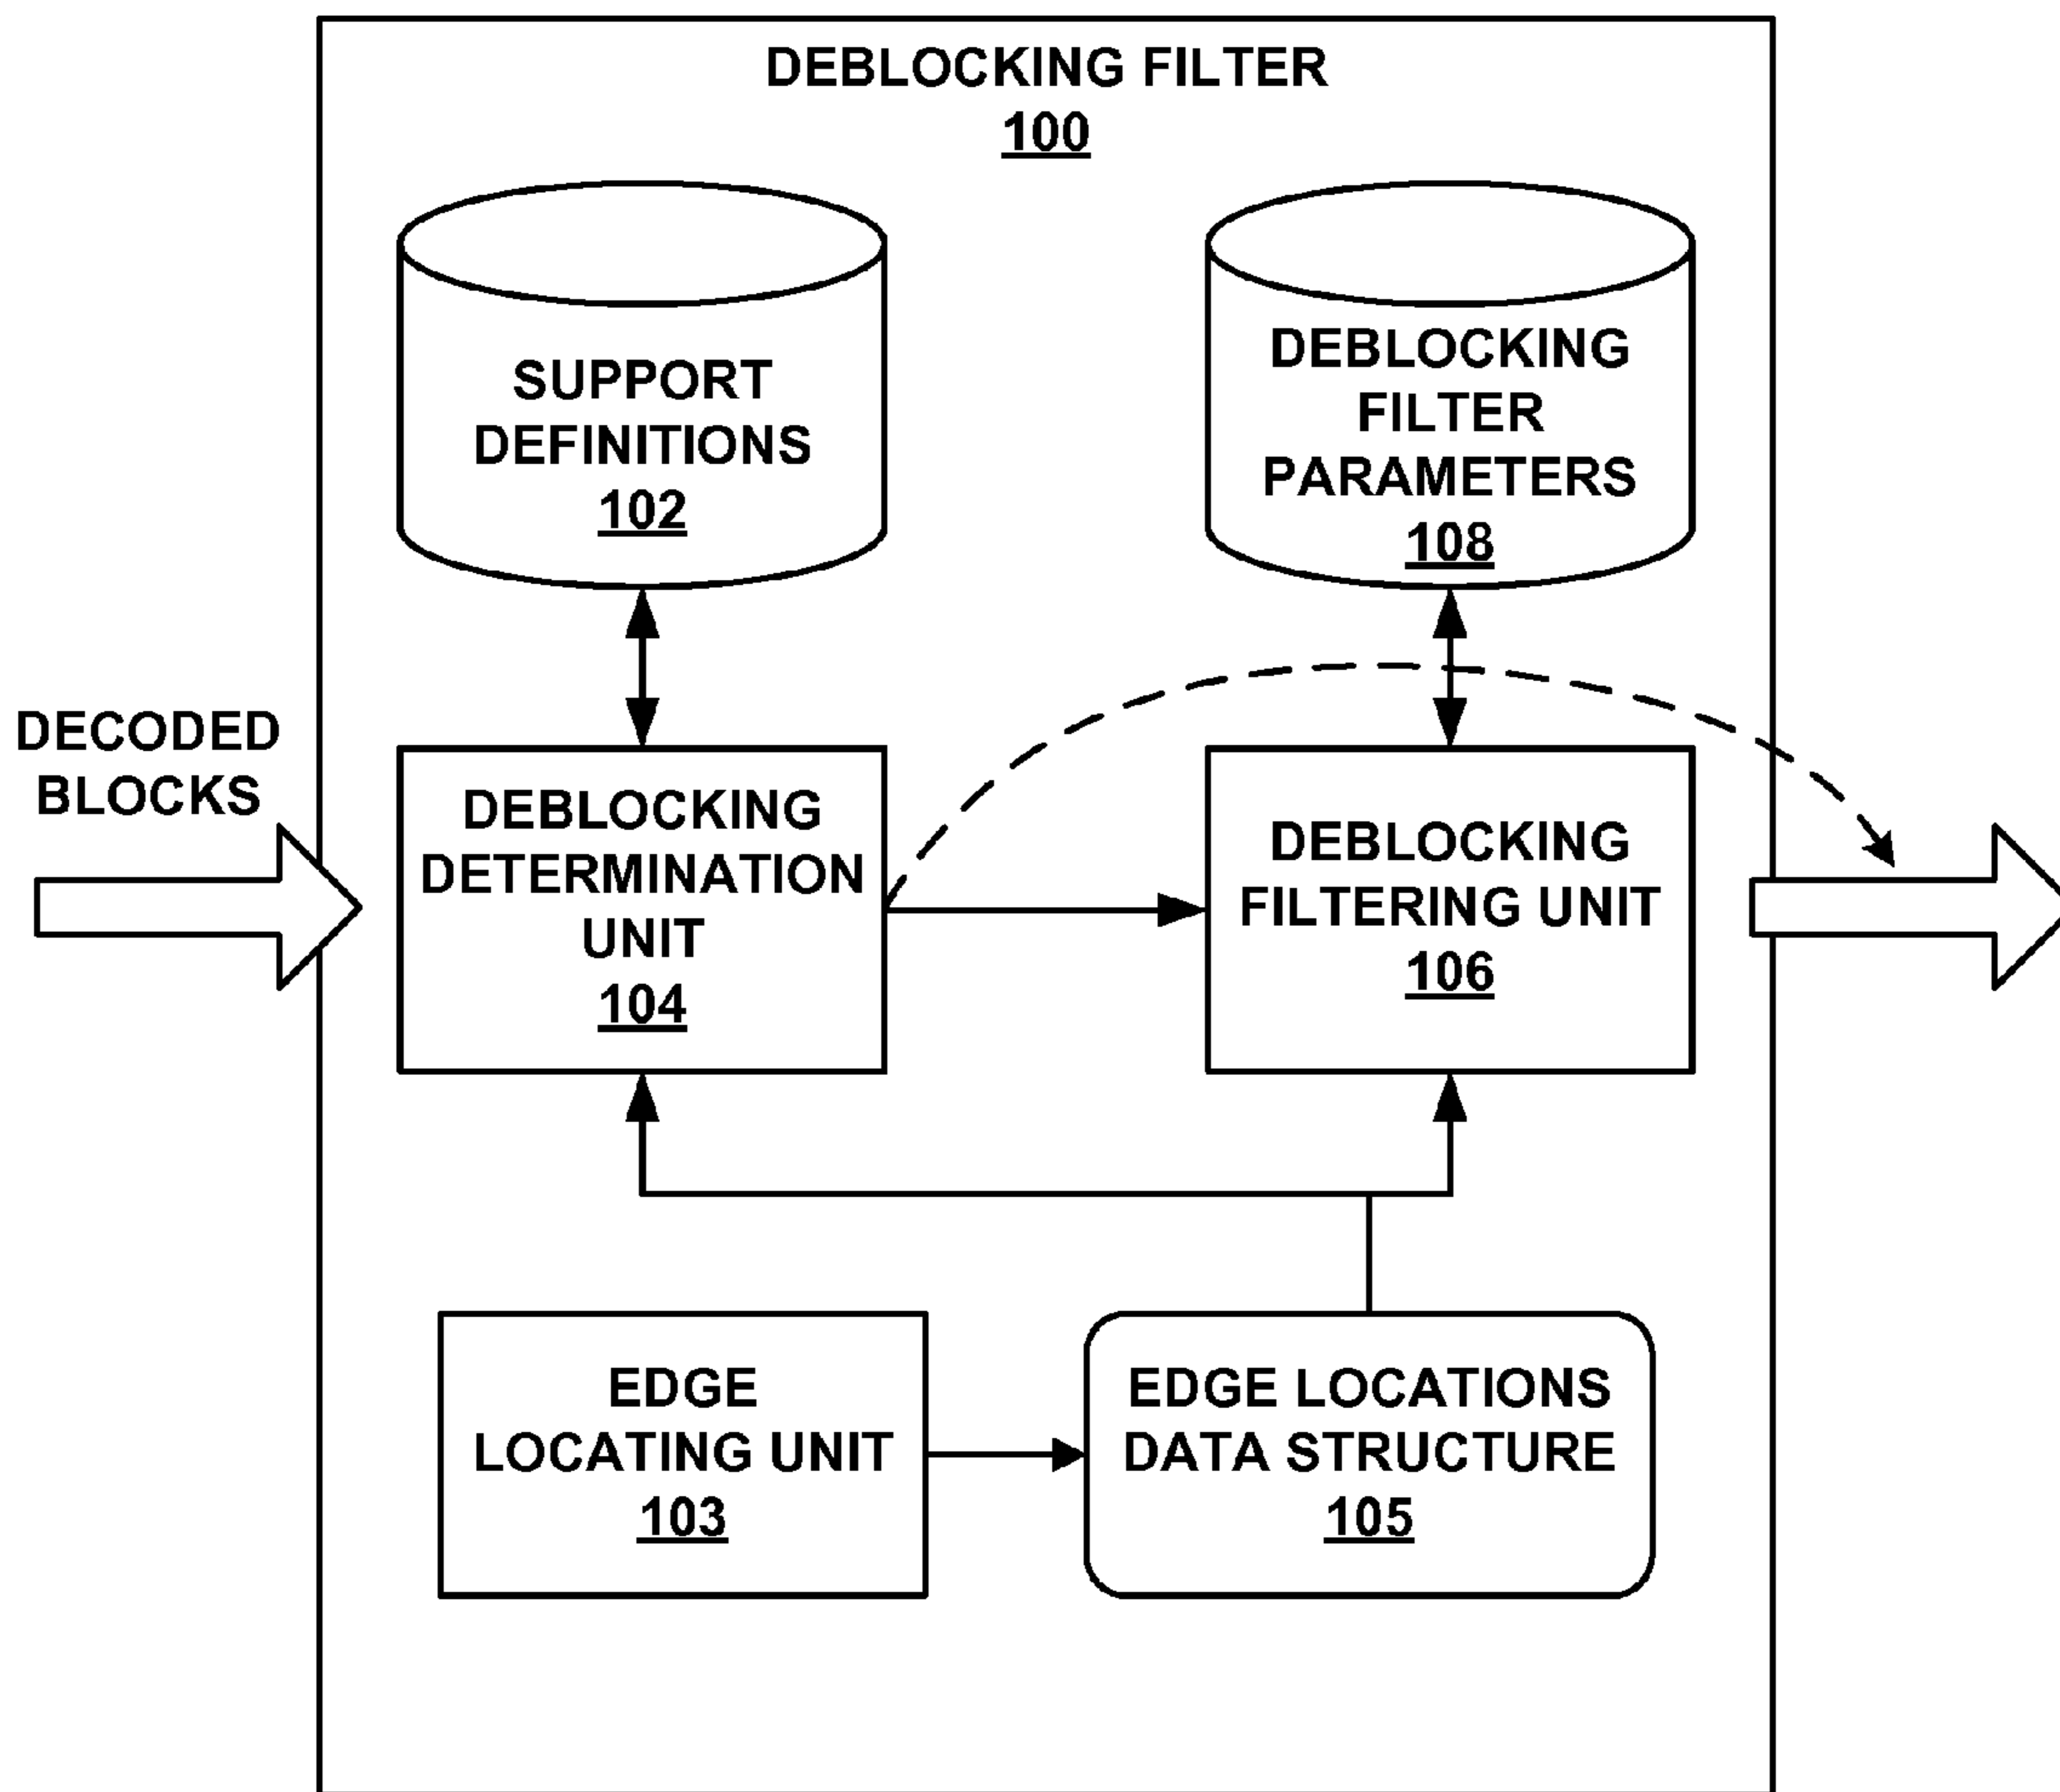 DEBLOCKING FILTER
100
SUPPORT
DEFINITIONS
102
DEBLOCKING
FILTER
PARAMETERS
108
DECODED
BLOCKS
DEBLOCKING
DETERMINATION
UNIT
104
DEBLOCKING
FILTERING UNIT
106
EDGE
LOCATING UNIT
103
EDGE LOCATIONS
DATA STRUCTURE
105